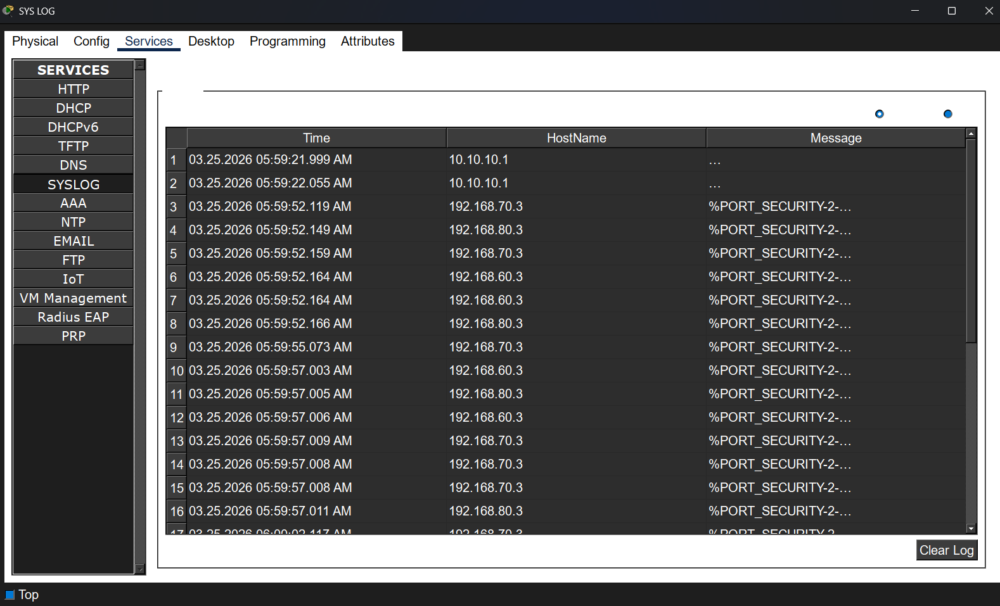 SYS LOG
Physical Config Services Desktop Programming Attributes
SERVICES
HTTP
DHCP
DHCPv6
TFTP
DNS
SYSLOG
AAA
NTP
EMAIL
FTP
IoT
VM Management
Radius EAP
PRP
Time HostName Message
1 03.25.2026 05:59:21.999 AM 10.10.10.1 ...
2 03.25.2026 05:59:22.055 AM 10.10.10.1 ...
3 03.25.2026 05:59:52.119 AM 192.168.70.3 %PORT_SECURITY-2-...
4 03.25.2026 05:59:52.149 AM 192.168.80.3 %PORT_SECURITY-2-...
5 03.25.2026 05:59:52.159 AM 192.168.70.3 %PORT_SECURITY-2-...
6 03.25.2026 05:59:52.164 AM 192.168.60.3 %PORT_SECURITY-2-...
7 03.25.2026 05:59:52.164 AM 192.168.60.3 %PORT_SECURITY-2-...
8 03.25.2026 05:59:52.166 AM 192.168.80.3 %PORT_SECURITY-2-...
9 03.25.2026 05:59:55.073 AM 192.168.70.3 %PORT_SECURITY-2-...
10 03.25.2026 05:59:57.003 AM 192.168.60.3 %PORT_SECURITY-2-...
11 03.25.2026 05:59:57.005 AM 192.168.80.3 %PORT_SECURITY-2-...
12 03.25.2026 05:59:57.006 AM 192.168.60.3 %PORT_SECURITY-2-...
13 03.25.2026 05:59:57.009 AM 192.168.70.3 %PORT_SECURITY-2-...
14 03.25.2026 05:59:57.008 AM 192.168.70.3 %PORT_SECURITY-2-...
15 03.25.2026 05:59:57.008 AM 192.168.70.3 %PORT_SECURITY-2-...
16 03.25.2026 05:59:57.011 AM 192.168.80.3 %PORT_SECURITY-2-...
17 03.25.2026 06:00:02.117 AM 192.168.70.3 %PORT_SECURITY-2-...
Clear Log
Top